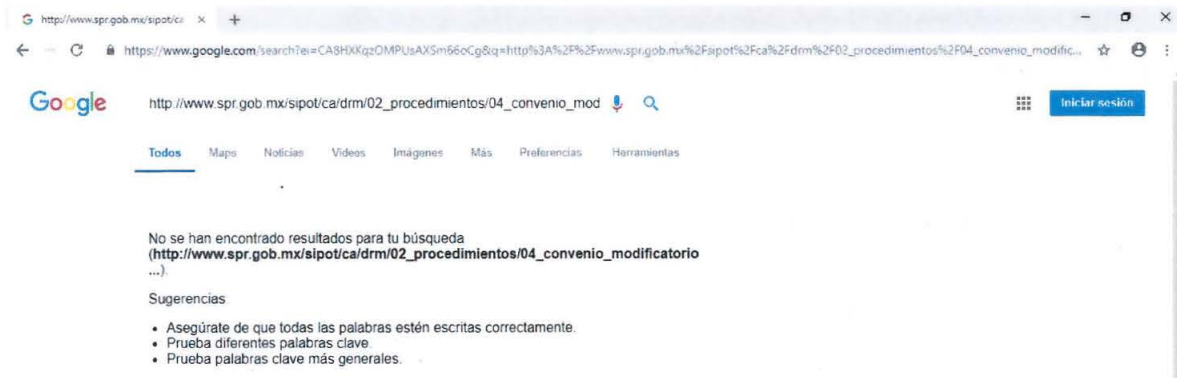 http://www.spr.gob.mx/sipot/ca
https://www.google.com/search?ei=CA8HXKqzOMPUsAXSm66oCg&q=http%3A%2F%2Fwww.spr.gob.mx%2Fsipot%2Fca%2Fdrm%2F02_procedimientos%2F04_convenio_modific...
Google
http://www.spr.gob.mx/sipot/ca/drm/02_procedimientos/04_convenio_mod
Iniciar sesión
Todos Maps Noticias Videos Imágenes Más Preferencias Herramientas
No se han encontrado resultados para tu búsqueda
(http://www.spr.gob.mx/sipot/ca/drm/02_procedimientos/04_convenio_modificatorio
...).
Sugerencias
• Asegúrate de que todas las palabras estén escritas correctamente.
• Prueba diferentes palabras clave.
• Prueba palabras clave más generales.